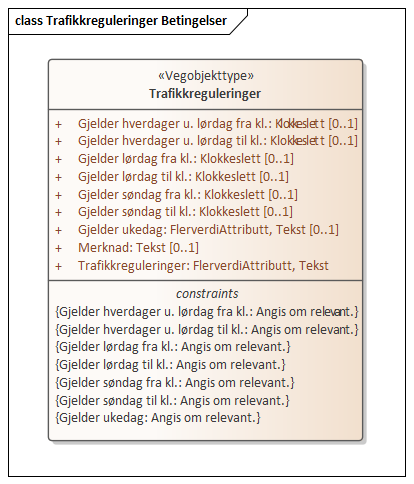 class Trafikkreguleringer Betingelser
«Vegobjekttype»
Trafikkreguleringer
+ Gjelder hverdager u. lørdag fra kl.: Klokkeslett [0..1]
+ Gjelder hverdager u. lørdag til kl.: Klokkeslett [0..1]
+ Gjelder lørdag fra kl.: Klokkeslett [0..1]
+ Gjelder lørdag til kl.: Klokkeslett [0..1]
+ Gjelder søndag fra kl.: Klokkeslett [0..1]
+ Gjelder søndag til kl.: Klokkeslett [0..1]
+ Gjelder ukedag: FlerverdiAttributt, Tekst [0..1]
+ Merknad: Tekst [0..1]
+ Trafikkreguleringer: FlerverdiAttributt, Tekst
constraints
{Gjelder hverdager u. lørdag fra kl.: Angis om relevant.}
{Gjelder hverdager u. lørdag til kl.: Angis om relevant.}
{Gjelder lørdag fra kl.: Angis om relevant.}
{Gjelder lørdag til kl.: Angis om relevant.}
{Gjelder søndag fra kl.: Angis om relevant.}
{Gjelder søndag til kl.: Angis om relevant.}
{Gjelder ukedag: Angis om relevant.}